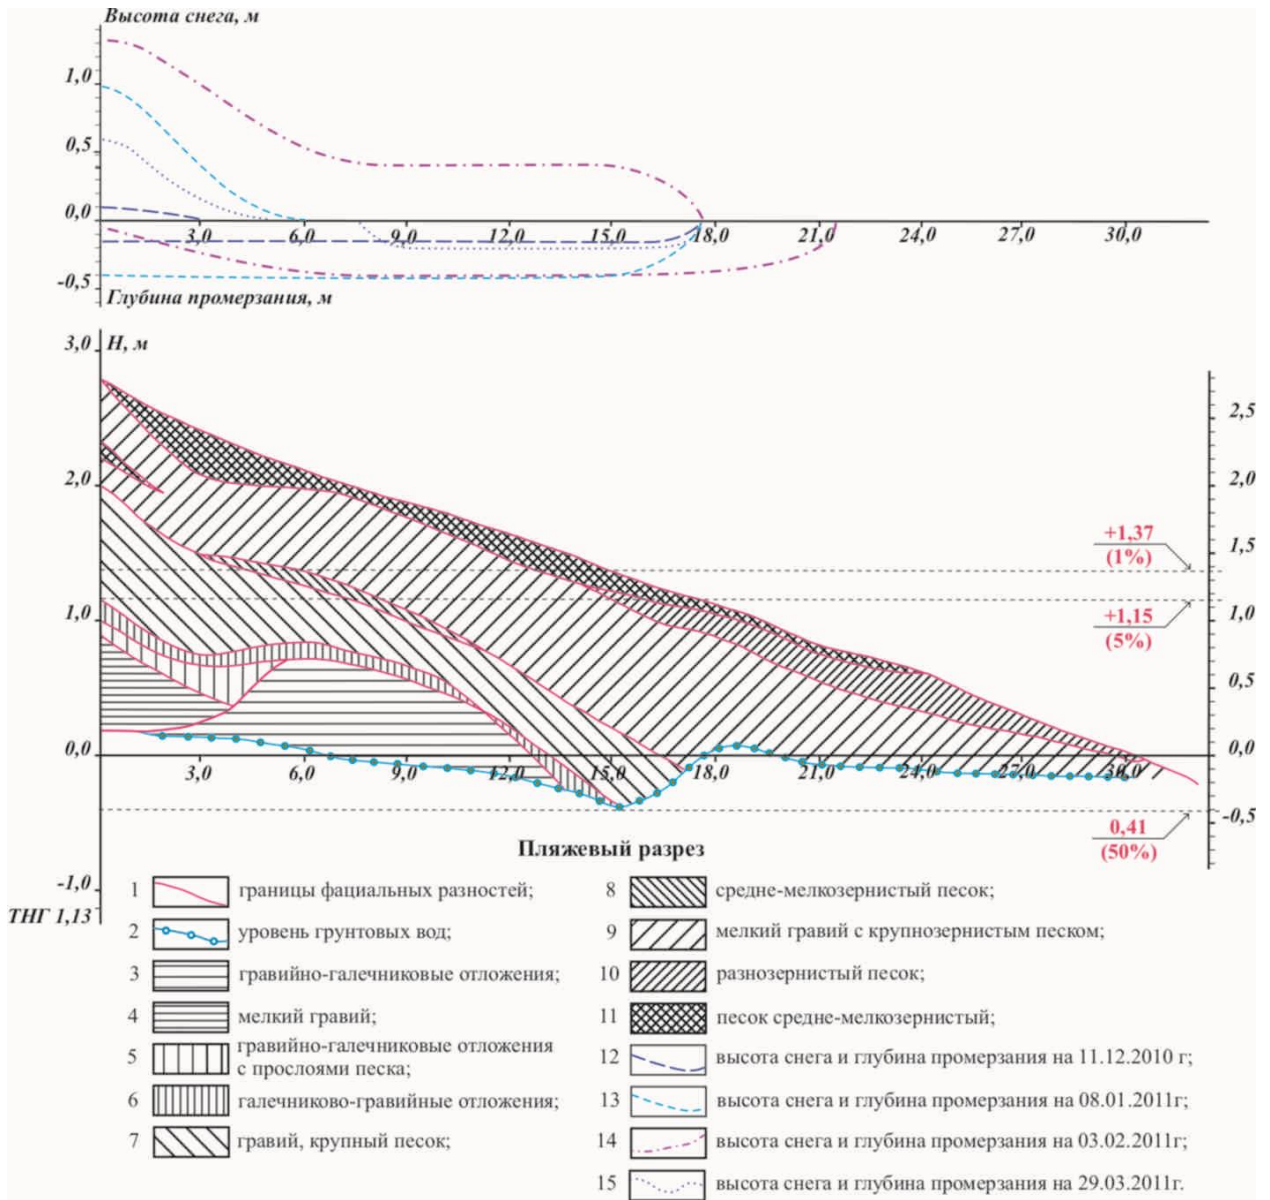 Высота снега, м
1,0
0,5
0,0
3,0 6,0 9,0 12,0 15,0 18,0 21,0 24,0 27,0 30,0
-0,5
Глубина промерзания, м
3,0 Н, м
2,5
2,0 2,0
+1,37
(1%)
1,5
1,0 1,0
+1,15
(5%)
0,5
0,0 0,0
3,0 6,0 9,0 12,0 15,0 18,0 21,0 24,0 27,0 30,0
-0,5
0,41
(50%)
-1,0
ТНГ 1,13
Пляжевый разрез
1 границы фациальных разностей;
2 уровень грунтовых вод;
3 гравийно-галечниковые отложения;
4 мелкий гравий;
5 гравийно-галечниковые отложения
с прослоями песка;
6 галечниково-гравийные отложения;
7 гравий, крупный песок;
8 средне-мелкозернистый песок;
9 мелкий гравий с крупнозернистым песком;
10 разнозернистый песок;
11 песок средне-мелкозернистый;
12 высота снега и глубина промерзания на 11.12.2010 г;
13 высота снега и глубина промерзания на 08.01.2011г;
14 высота снега и глубина промерзания на 03.02.2011г;
15 высота снега и глубина промерзания на 29.03.2011г.